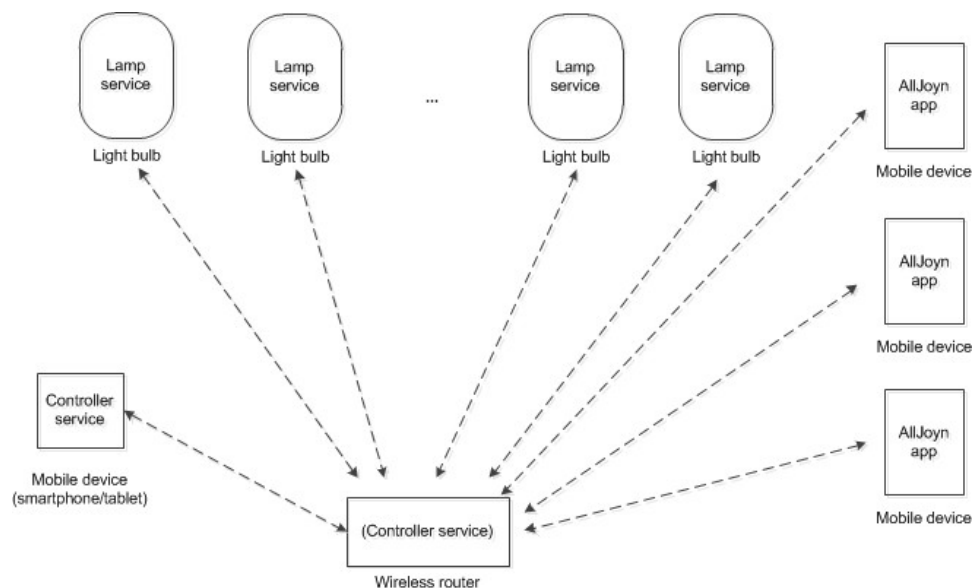 Lamp
service
Light bulb
Lamp
service
Light bulb
...
Lamp
service
Light bulb
Lamp
service
Light bulb
AllJoyn
app
Mobile device
AllJoyn
app
Mobile device
Controller
service
Mobile device
(smartphone/tablet)
AllJoyn
app
Mobile device
(Controller service)
Wireless router